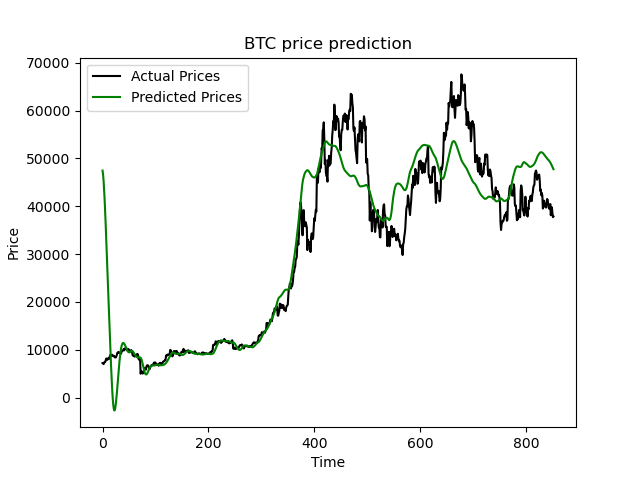 BTC price prediction
Actual Prices
Predicted Prices
70000
60000
50000
40000
30000
20000
10000
0
Price
0 200 400 600 800
Time